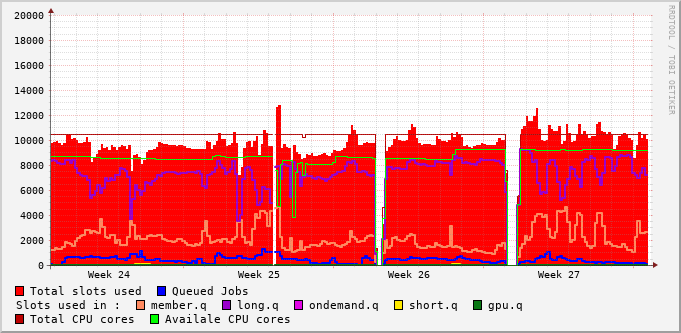 20000
18000
16000
14000
12000
10000
8000
6000
4000
2000
0
Week 24 Week 25 Week 26 Week 27
Total slots used Queued Jobs
Slots used in : member.q long.q ondemand.q short.q gpu.q
Total CPU cores Availale CPU cores
RRDTOOL / TOBI OETIKER